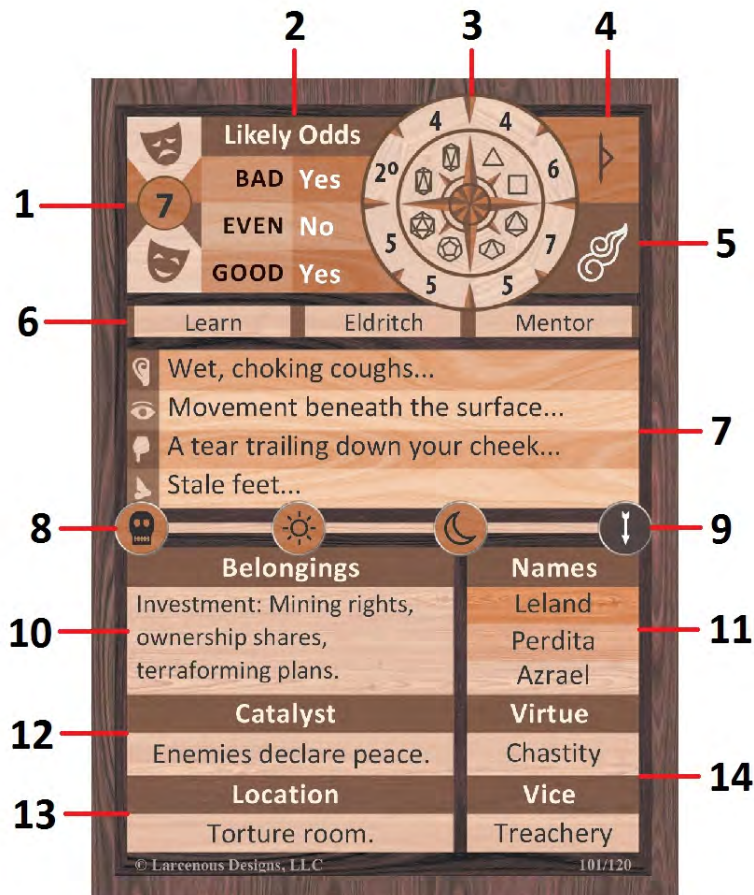 1
2
3
4
5
6
7
8
9
10
11
12
13
14
7
Likely Odds
BAD Yes
EVEN No
GOOD Yes
4
4
6
7
5
5
5
2º
Learn
Eldritch
Mentor
Wet, choking coughs...
Movement beneath the surface...
A tear trailing down your cheek...
Stale feet...
Belongings
Investment: Mining rights,
ownership shares,
terraforming plans.
Names
Leland
Perdita
Azrael
Catalyst
Enemies declare peace.
Virtue
Chastity
Location
Torture room.
Vice
Treachery
© Larcenous Designs, LLC
101/120